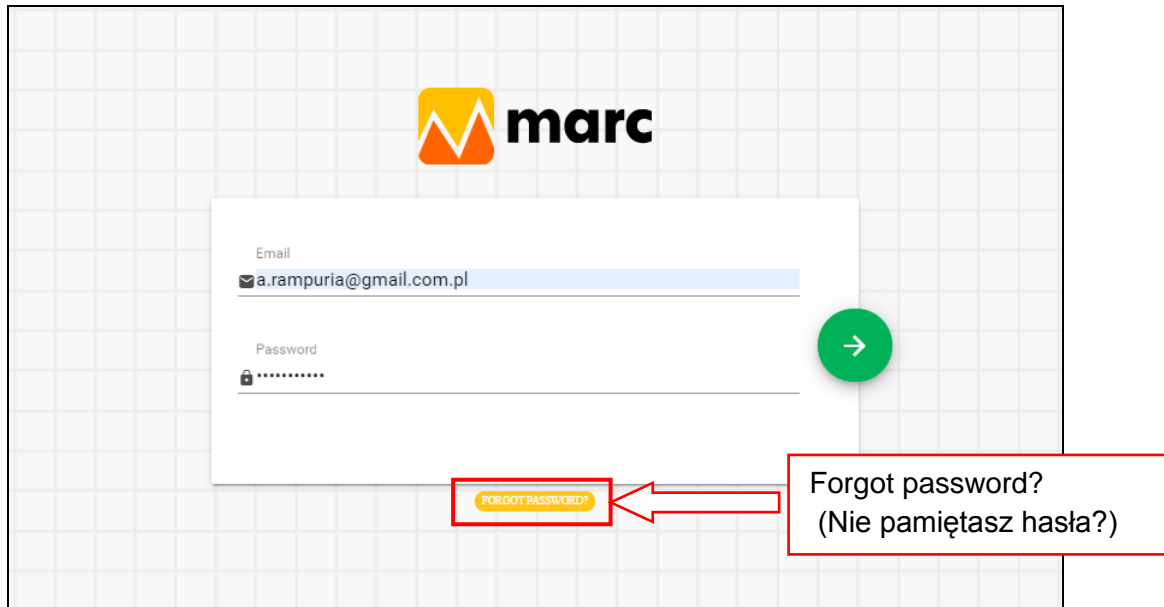 marc
Email
a.rampuria@gmail.com.pl
Password
•••••••••••
FORGOT PASSWORD?
Forgot password?
(Nie pamiętasz hasła?)